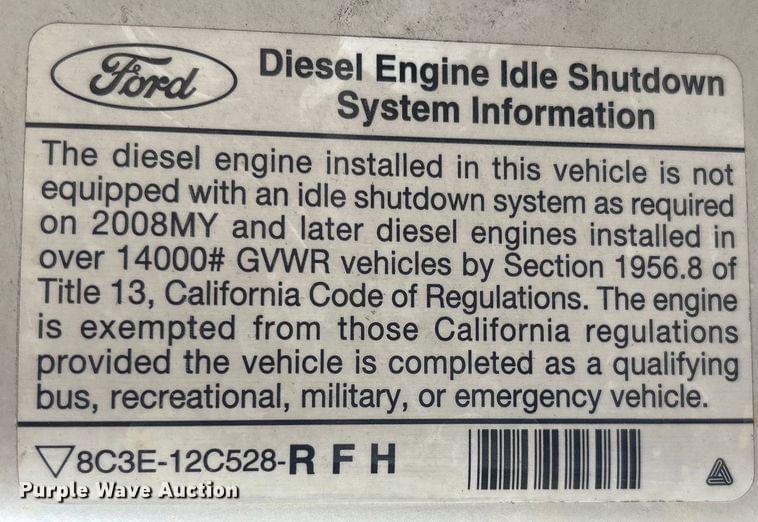 Ford
Diesel Engine Idle Shutdown
System Information
The diesel engine installed in this vehicle is not
equipped with an idle shutdown system as required
on 2008MY and later diesel engines installed in
over 14000# GVWR vehicles by Section 1956.8 of
Title 13, California Code of Regulations. The engine
is exempted from those California regulations
provided the vehicle is completed as a qualifying
bus, recreational, military, or emergency vehicle.
8C3E-12C528-R F H
Purple Wave Auction